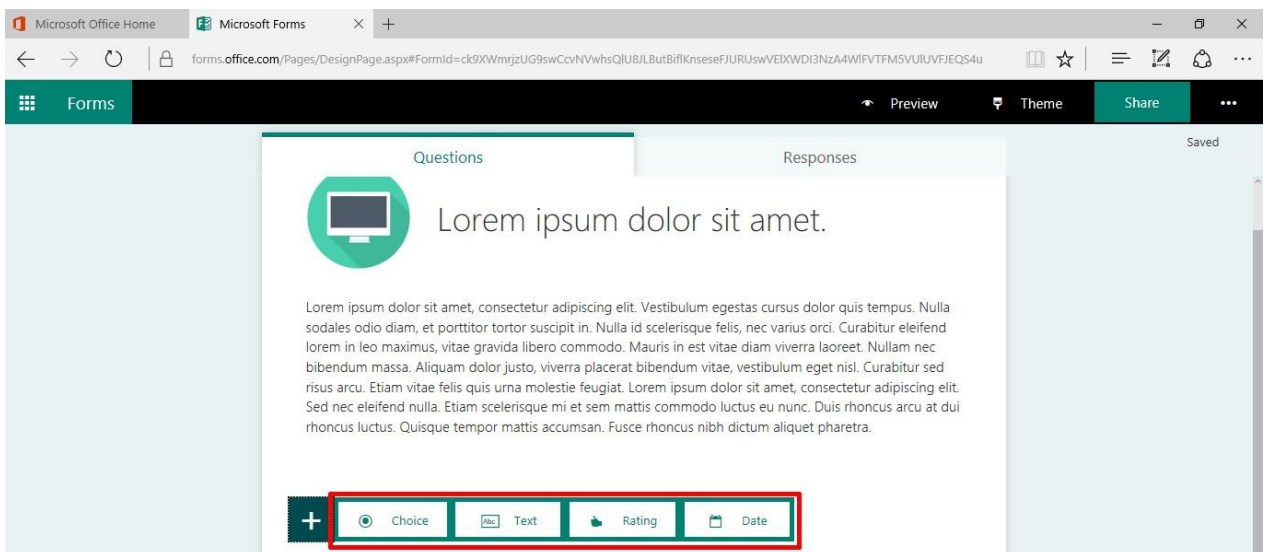 Microsoft Office Home
Microsoft Forms
forms.office.com/Pages/DesignPage.aspx#FormId=
Forms
Preview
Theme
Share
Saved
Questions
Responses
Lorem ipsum dolor sit amet.
Lorem ipsum dolor sit amet, consectetur adipiscing elit. Vestibulum egestas cursus dolor quis tempus. Nulla
sodales odio diam, et porttitor tortor suscipit in. Nulla id scelerisque felis, nec varius orci. Curabitur eleifend
lorem in leo maximus, vitae gravida libero commodo. Mauris in est vitae diam viverra laoreet. Nullam nec
bibendum massa. Aliquam dolor justo, viverra placerat bibendum vitae, vestibulum eget nisl. Curabitur sed
risus arcu. Etiam vitae felis quis urna molestie feugiat. Lorem ipsum dolor sit amet, consectetur adipiscing elit.
Sed nec eleifend nulla. Etiam scelerisque mi et sem mattis commodo luctus eu nunc. Duis rhoncus arcu at dui
rhoncus luctus. Quisque tempor mattis accumsan. Fusce rhoncus nibh dictum aliquet pharetra.
Choice
Abc Text
Rating
Date